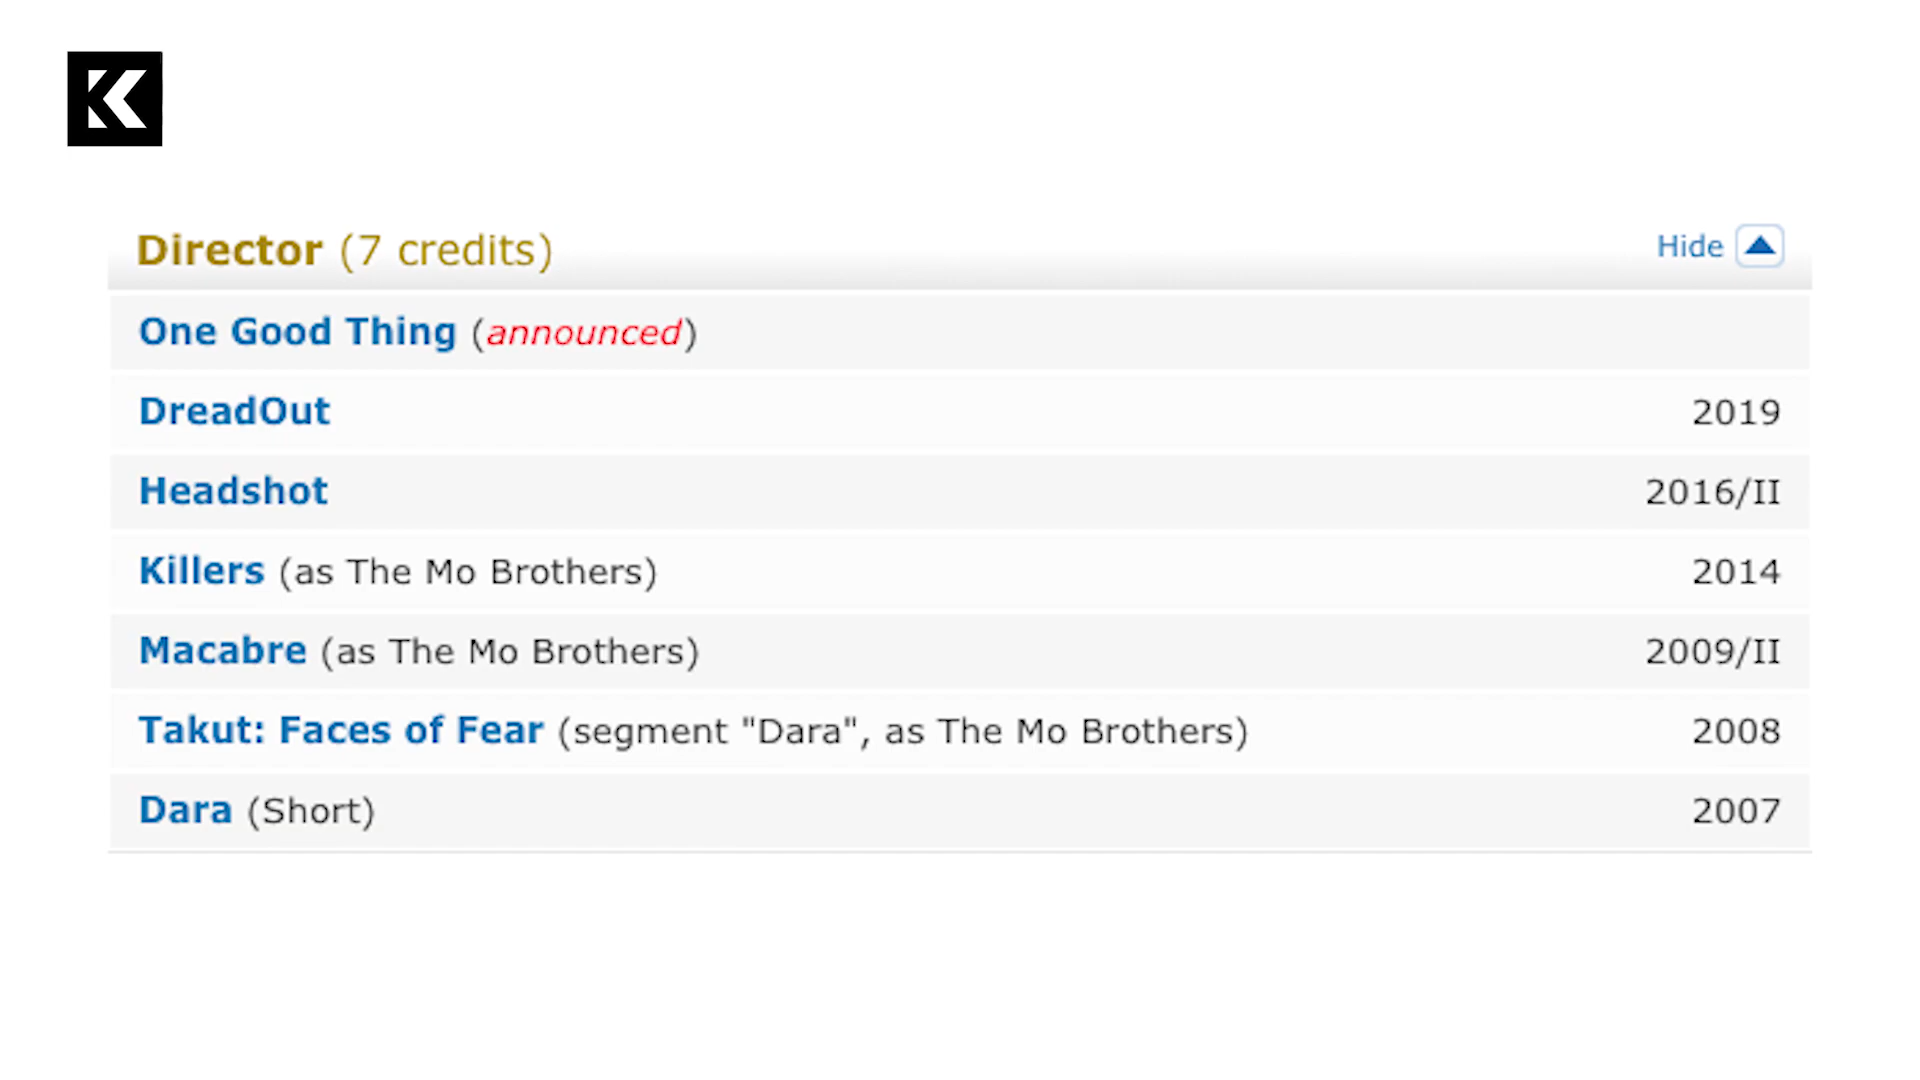 K
Director (7 credits) Hide
One Good Thing (announced)
DreadOut 2019
Headshot 2016/II
Killers (as The Mo Brothers) 2014
Macabre (as The Mo Brothers) 2009/II
Takut: Faces of Fear (segment "Dara", as The Mo Brothers) 2008
Dara (Short) 2007